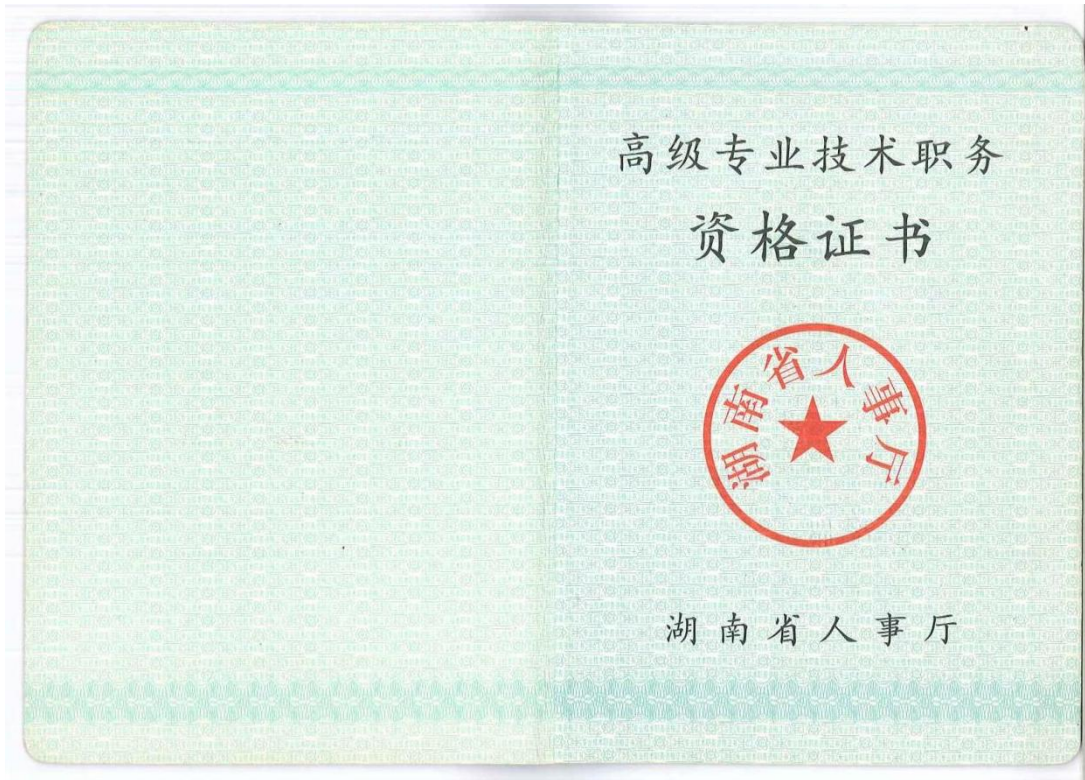 高级专业技术职务
资格证书
湖南省人事厅
湖南省人事厅